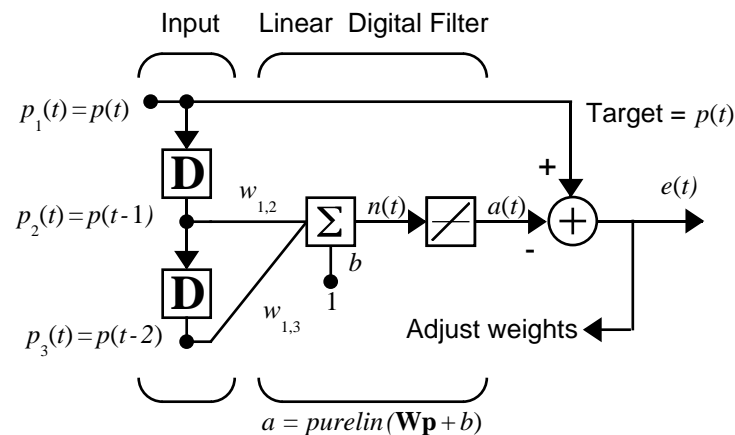 Input
Linear Digital Filter
p1(t) = p(t)
Target = p(t)
D
+
e(t)
w1,2
n(t)
a(t)
p2(t) = p(t-1)
Σ
+
-
b
D
1
w1,3
p3(t) = p(t-2)
Adjust weights
a = purelin(Wp + b)